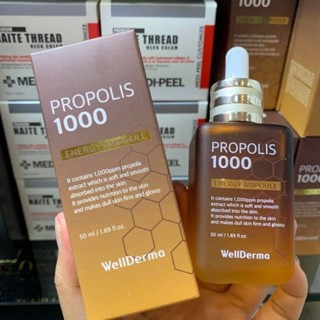 HAITE THREAD
NECK CREAM
MEDI-PEEL
PROPOLIS
1000
ENERGY AMPOULE
It contains 1,000ppm propolis
extract which is soft and smooth
absorbed into the skin.
It provides nutrition to the skin
and makes dull skin firm and glossy.
50 ml / 1.69 fl. oz.
WellDerma
PROPOLIS
1000
ENERGY AMPOULE
It contains 1,000ppm propolis
extract which is soft and smooth
absorbed into the skin.
It provides nutrition to the skin
and makes dull skin firm and glossy.
50 ml / 1.69 fl. oz.
WellDerma